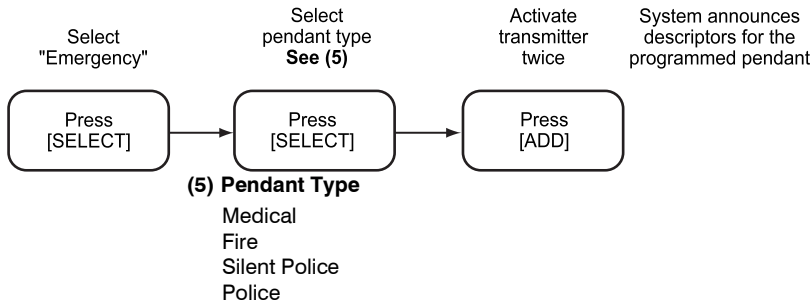 Select
"Emergency"
Select
pendant type
See (5)
Activate
transmitter
twice
System announces
descriptors for the
programmed pendant
Press
[SELECT]
Press
[SELECT]
Press
[ADD]
(5) Pendant Type
Medical
Fire
Silent Police
Police